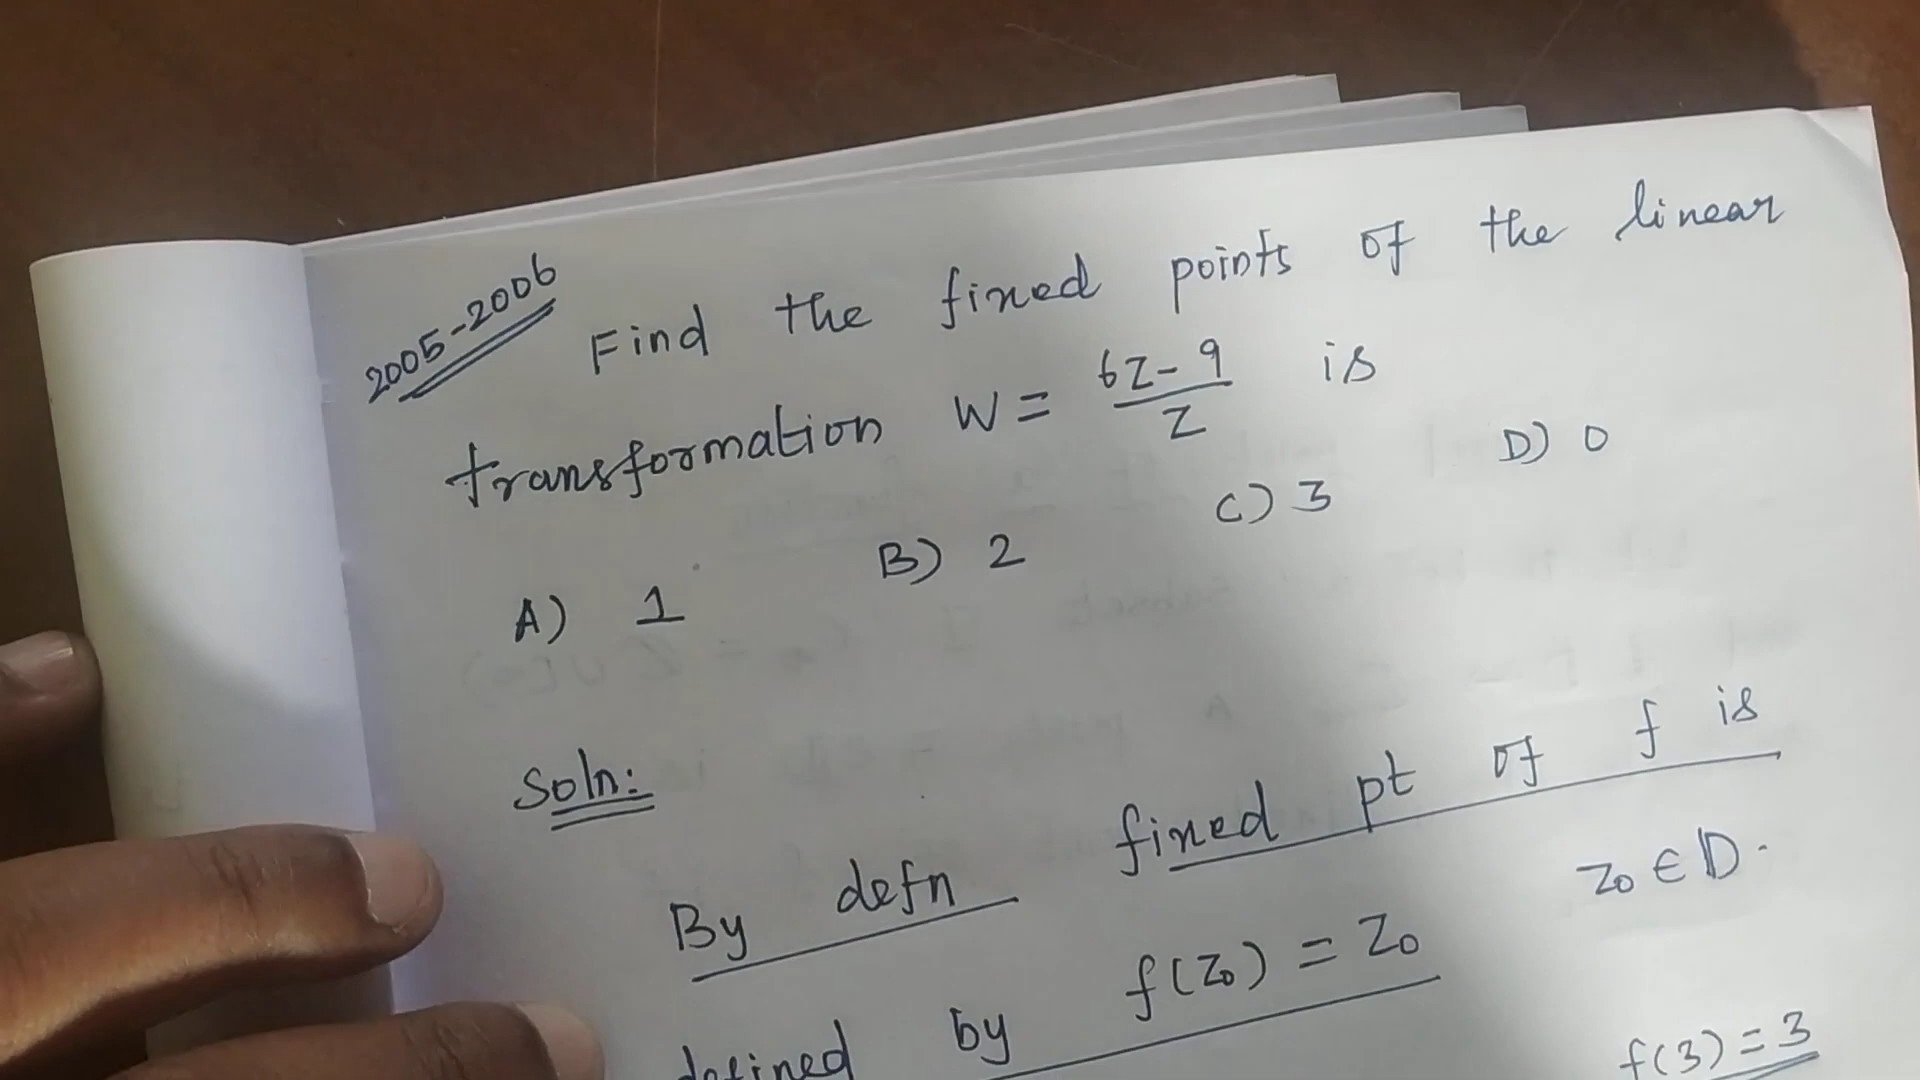 2005-2006
Find the fixed points of the linear
transformation W = 6Z-9/Z is
A) 1 B) 2 C) 3 D) 0
Soln:
By defn fixed pt of f is
defined by f(Z0) = Z0 Z0 ∈ D.
f(3) = 3